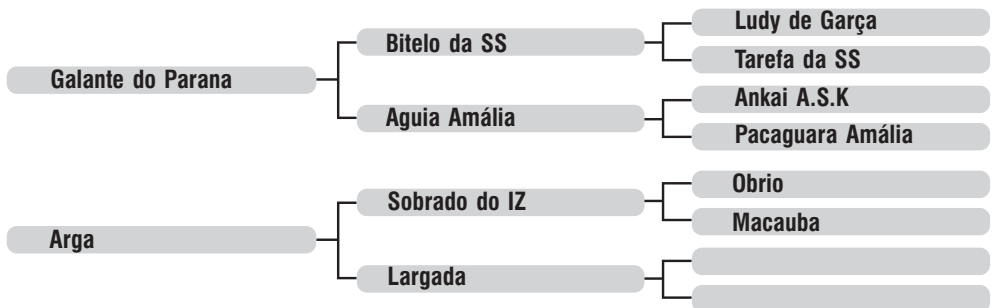 Ludy de Garça
Bitelo da SS
Tarefa da SS
Galante do Parana
Ankai A.S.K
Aguia Amália
Pacaguara Amália
Obrio
Sobrado do IZ
Macauba
Arga
Largada